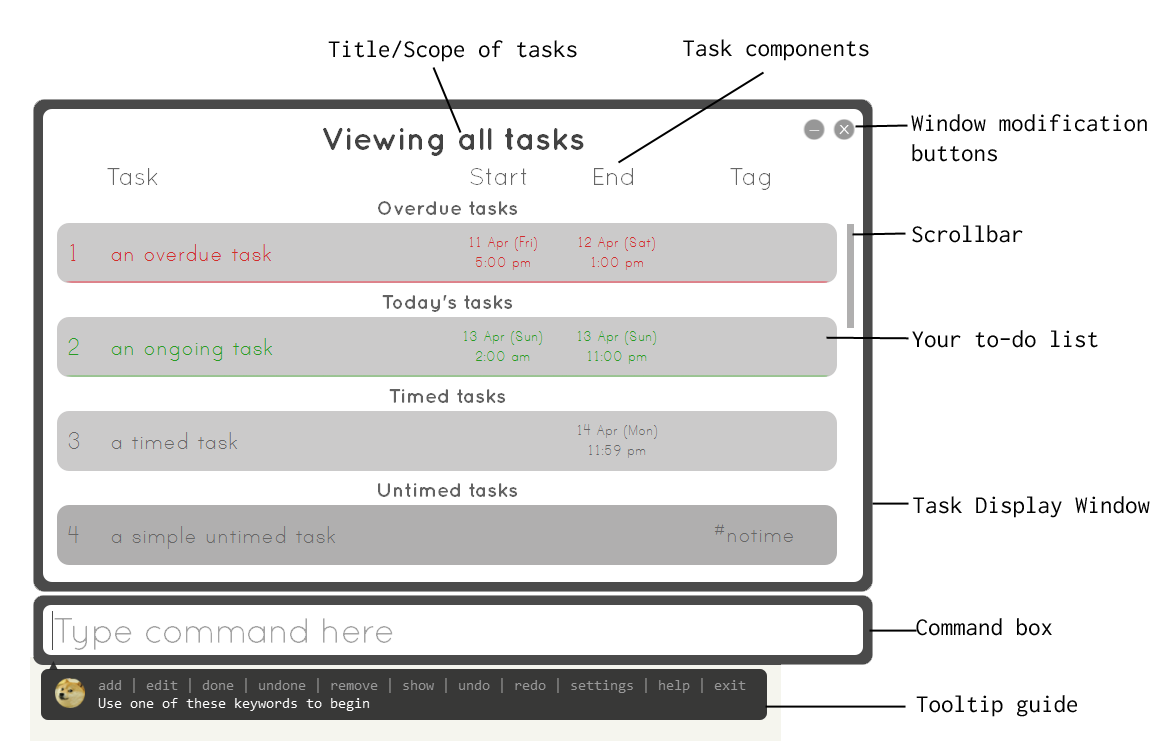 Title/Scope of tasks
Task components
Viewing all tasks
Window modification
buttons
Task Start End Tag
Overdue tasks
Scrollbar
1 an overdue task 11 Apr (Fri) 5:00 pm 12 Apr (Sat) 1:00 pm
Today's tasks
2 an ongoing task 13 Apr (Sun) 2:00 am 13 Apr (Sun) 11:00 pm
Your to-do list
Timed tasks
3 a timed task 14 Apr (Mon) 11:59 pm
Untimed tasks
4 a simple untimed task #notime
Task Display Window
Type command here
Command box
add | edit | done | undone | remove | show | undo | redo | settings | help | exit
Use one of these keywords to begin
Tooltip guide